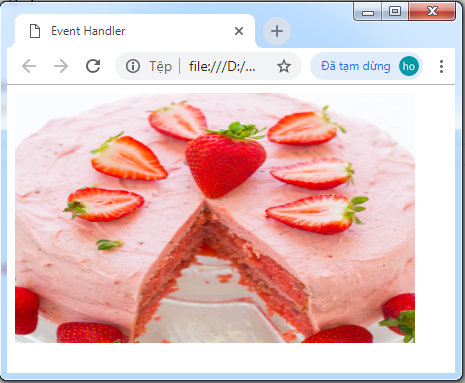 Event Handler
Tệp file:///D:/... Đã tạm dừng ho